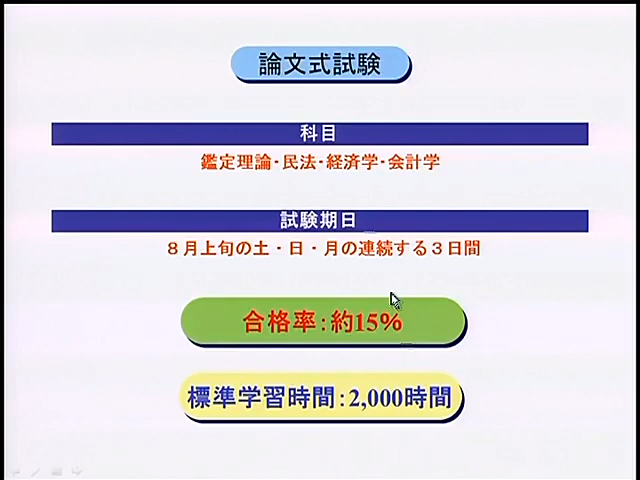 論文式試験
科目
鑑定理論・民法・経済学・会計学
試験期日
８月上旬の土・日・月の連続する３日間
合格率：約15％
標準学習時間：2,000時間